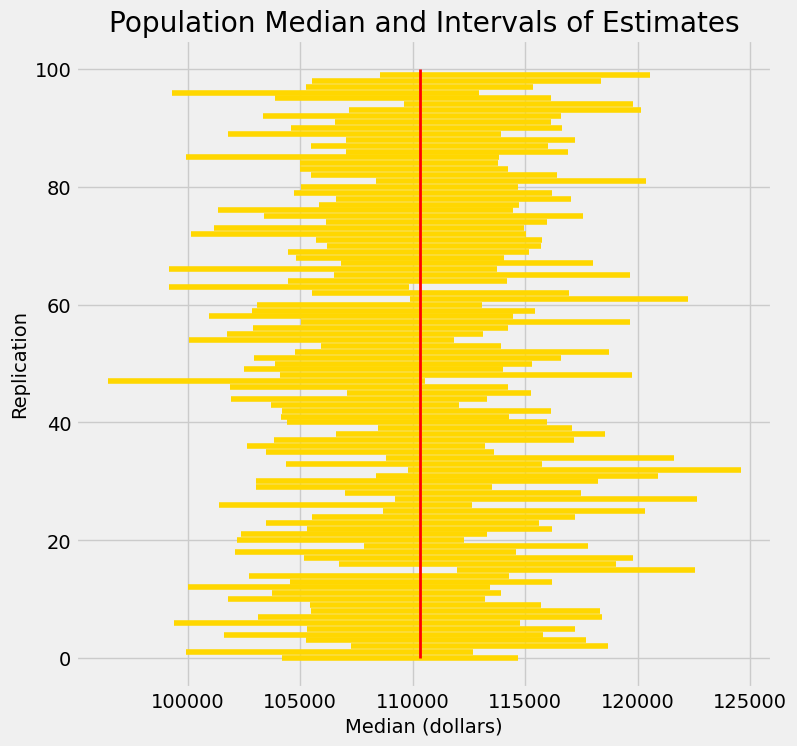 Population Median and Intervals of Estimates
100
80
60
40
20
0
Replication
100000 105000 110000 115000 120000 125000
Median (dollars)